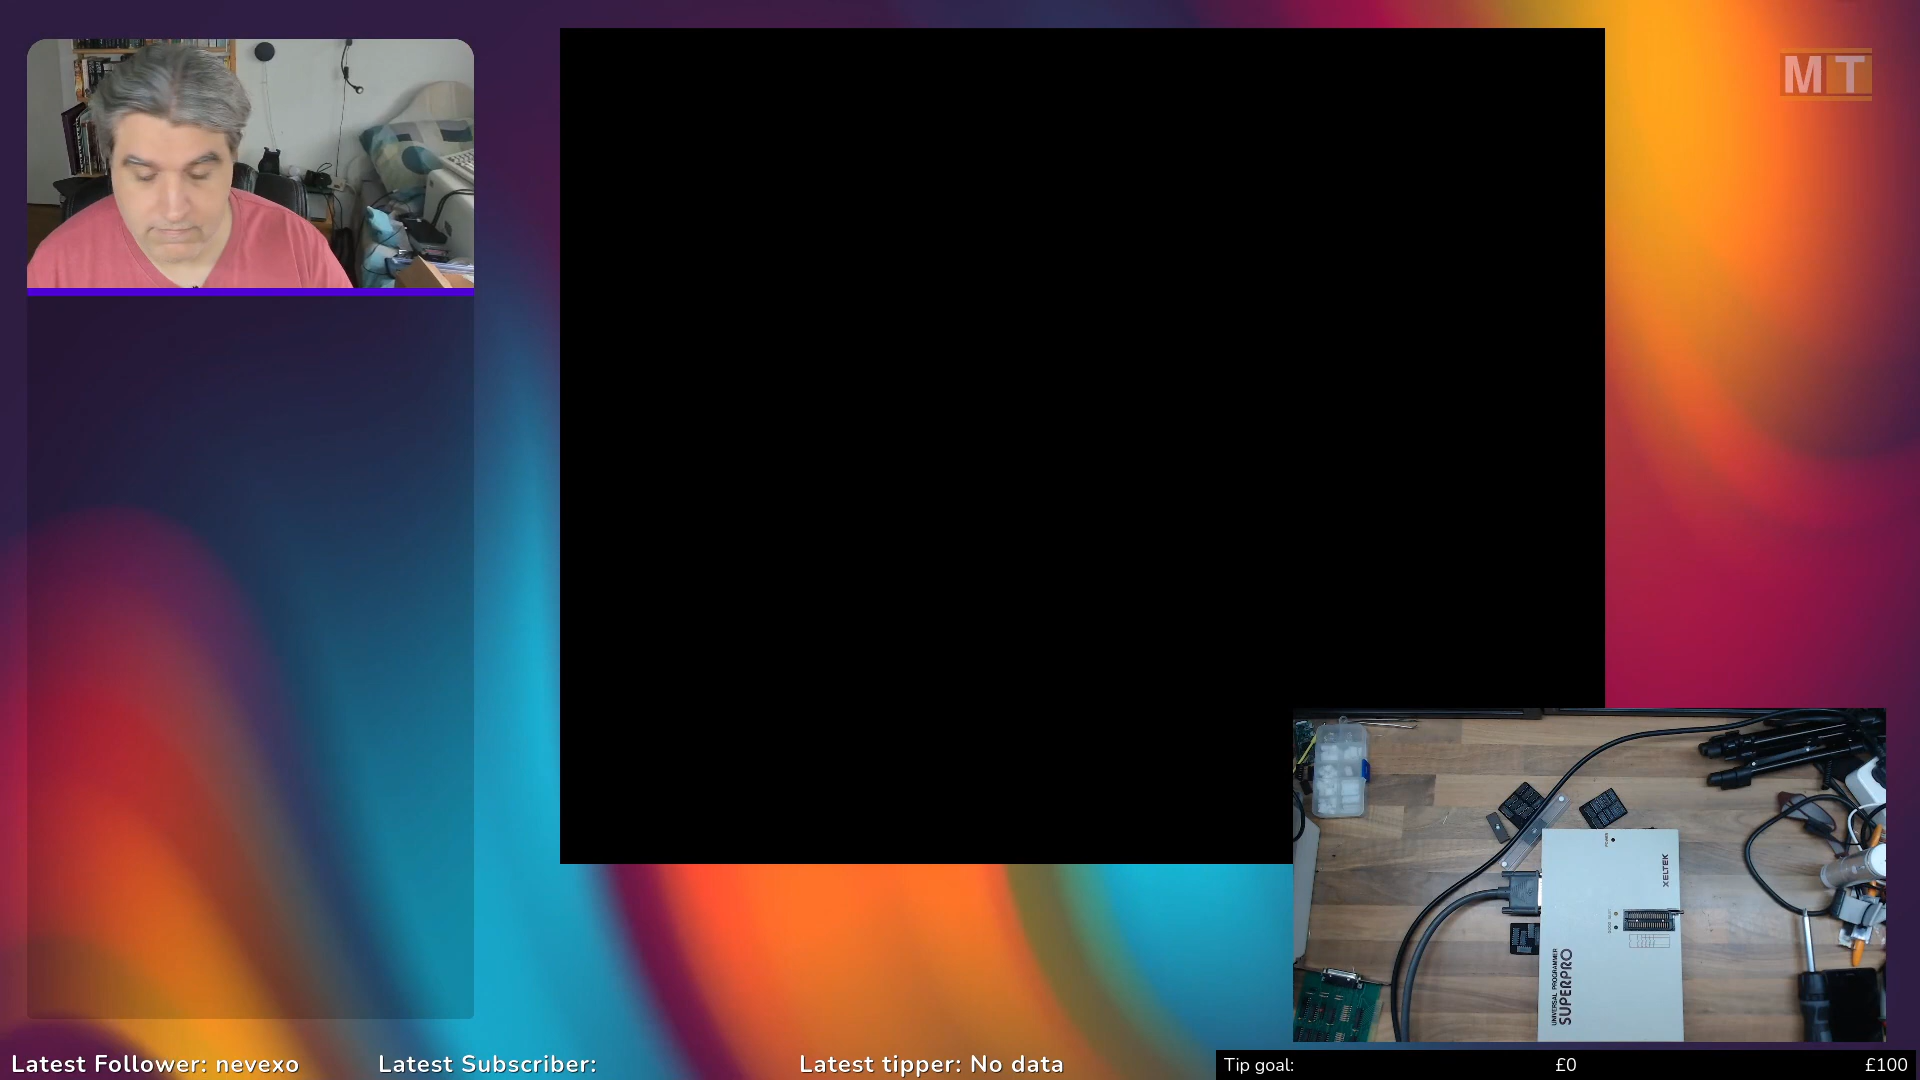 MT
XELTEK
UNIVERSAL PROGRAMMER
SUPERPRO
Latest Follower: nevexo
Latest Subscriber:
Latest tipper: No data
Tip goal:
£0
£100